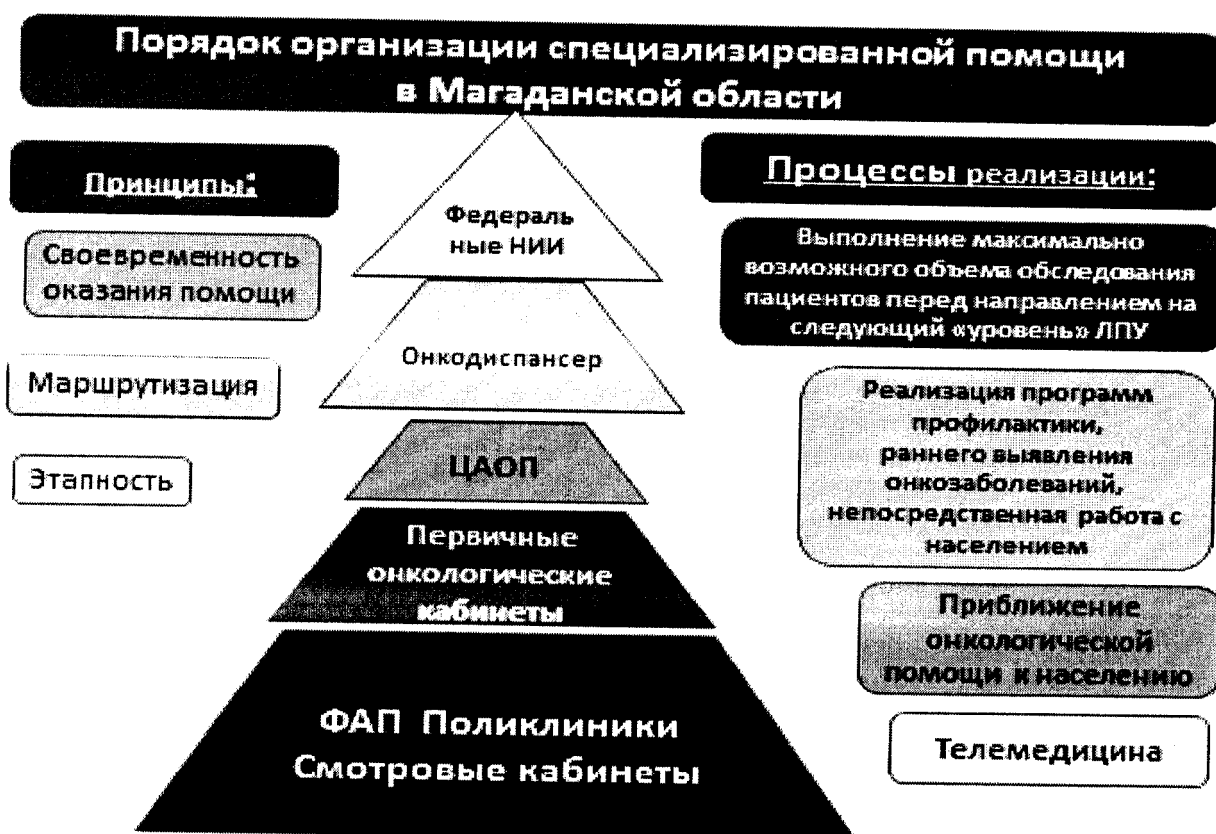 Порядок организации специализированной помощи
в Магаданской области
Принципы:
Своевременность
оказания помощи
Маршрутизация
Этапность
Федераль
ные НИИ
Онкодиспансер
ЦАОП
Первичные
онкологические
кабинеты
ФАП Поликлиники
Смотровые кабинеты
Процессы реализации:
Выполнение максимально
возможного объема обследования
пациентов перед направлением на
следующий «уровень» ЛПУ
Реализация программ
профилактики,
раннего выявления
онкозаболеваний,
непосредственная работа с
населением
Приближение
онкологической
помощи к населению
Телемедицина